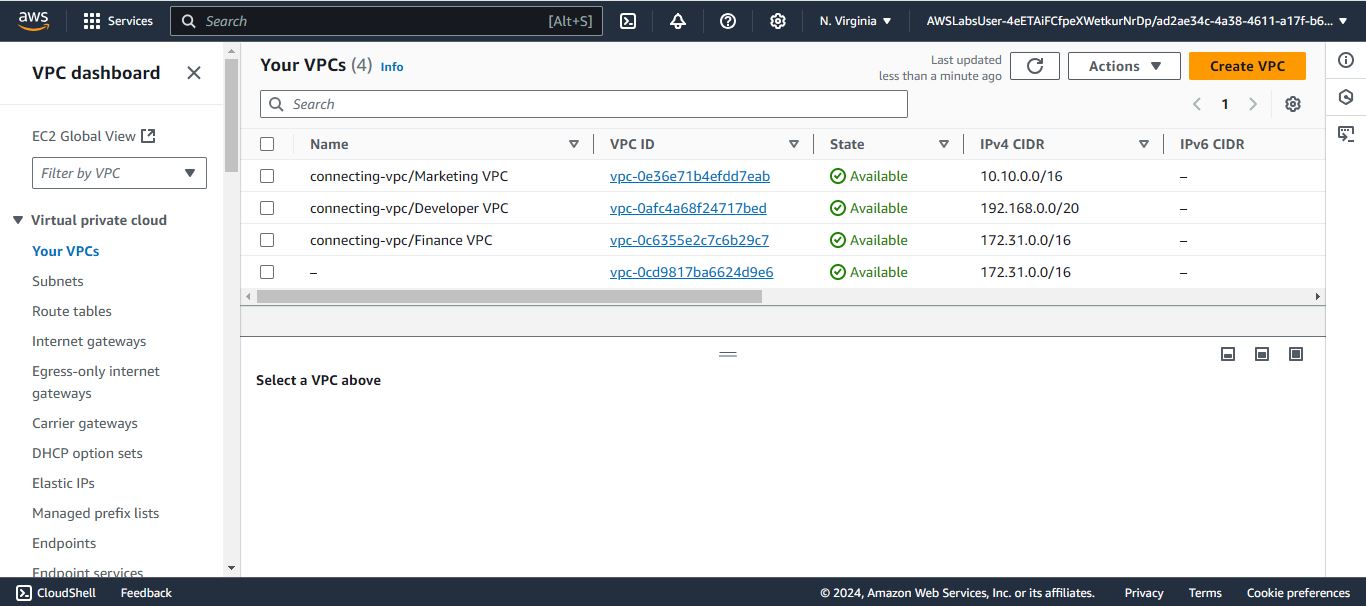 aws
Services
Search [Alt+S]
N. Virginia
AWSLabsUser-4eETAiFCfpeXWetkurNrDp/ad2ae34c-4a38-4611-a17f-b6...
VPC dashboard
EC2 Global View
Filter by VPC
Virtual private cloud
Your VPCs
Subnets
Route tables
Internet gateways
Egress-only internet
gateways
Carrier gateways
DHCP option sets
Elastic IPs
Managed prefix lists
Endpoints
Endpoint services
Your VPCs (4) Info
Last updated
less than a minute ago
Actions
Create VPC
Search
1
Name VPC ID State IPv4 CIDR IPv6 CIDR
connecting-vpc/Marketing VPC vpc-0e36e71b4efdd7eab Available 10.10.0.0/16 –
connecting-vpc/Developer VPC vpc-0afc4a68f24717bed Available 192.168.0.0/20 –
connecting-vpc/Finance VPC vpc-0c6355e2c7c6b29c7 Available 172.31.0.0/16 –
– vpc-0cd9817ba6624d9e6 Available 172.31.0.0/16 –
Select a VPC above
CloudShell Feedback © 2024, Amazon Web Services, Inc. or its affiliates. Privacy Terms Cookie preferences